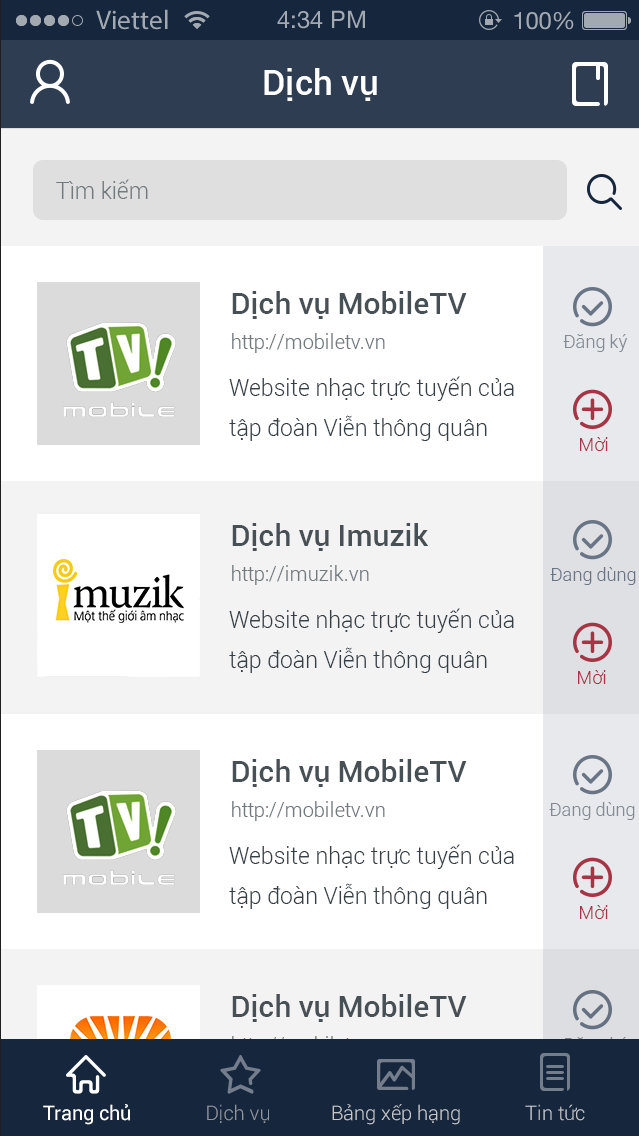 Viettel 4:34 PM 100%
Dịch vụ
Tìm kiếm
TV!
mobile
Dịch vụ MobileTV
http://mobiletv.vn
Website nhạc trực tuyến của
tập đoàn Viễn thông quân
Đăng ký
Mời
imuzik
Một thế giới âm nhạc
Dịch vụ Imuzik
http://imuzik.vn
Website nhạc trực tuyến của
tập đoàn Viễn thông quân
Đang dùng
Mời
TV!
mobile
Dịch vụ MobileTV
http://mobiletv.vn
Website nhạc trực tuyến của
tập đoàn Viễn thông quân
Đang dùng
Mời
Dịch vụ MobileTV
Trang chủ
Dịch vụ
Bảng xếp hạng
Tin tức